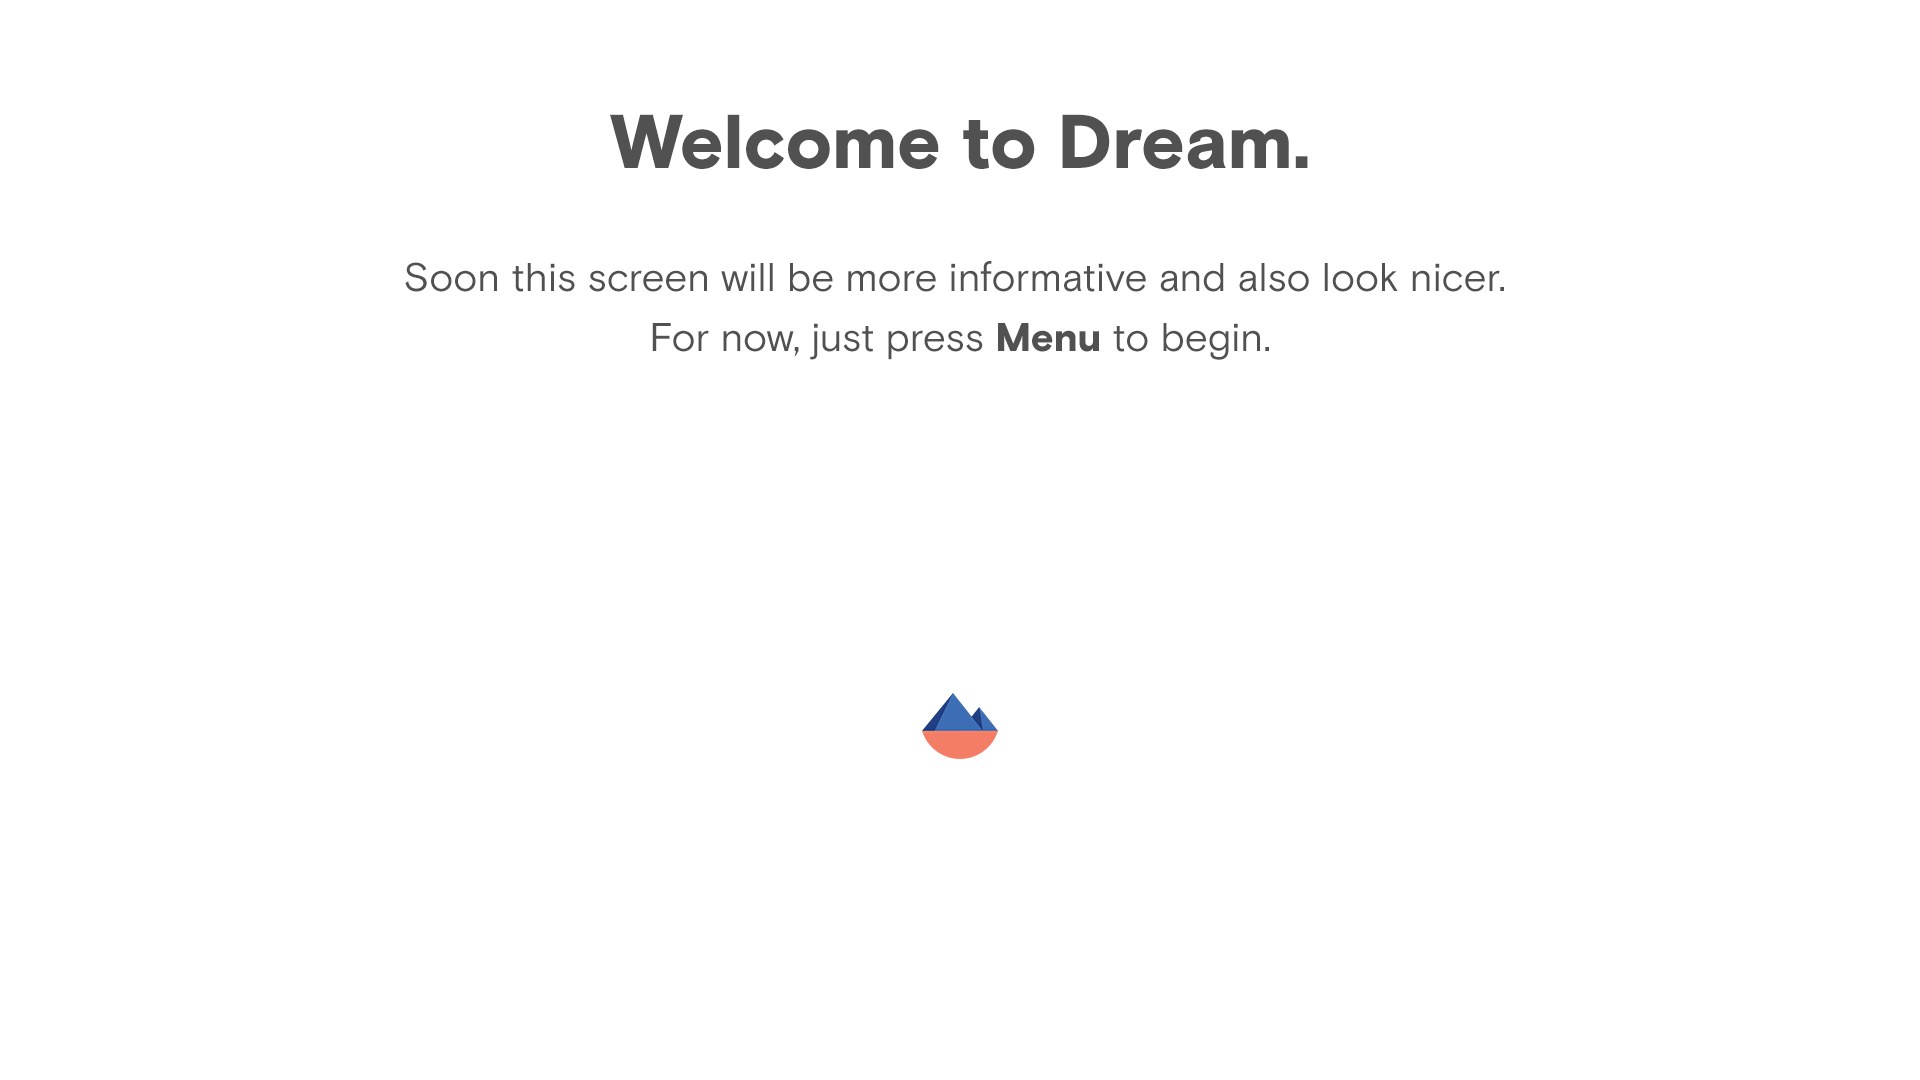 Welcome to Dream.
Soon this screen will be more informative and also look nicer.
For now, just press Menu to begin.